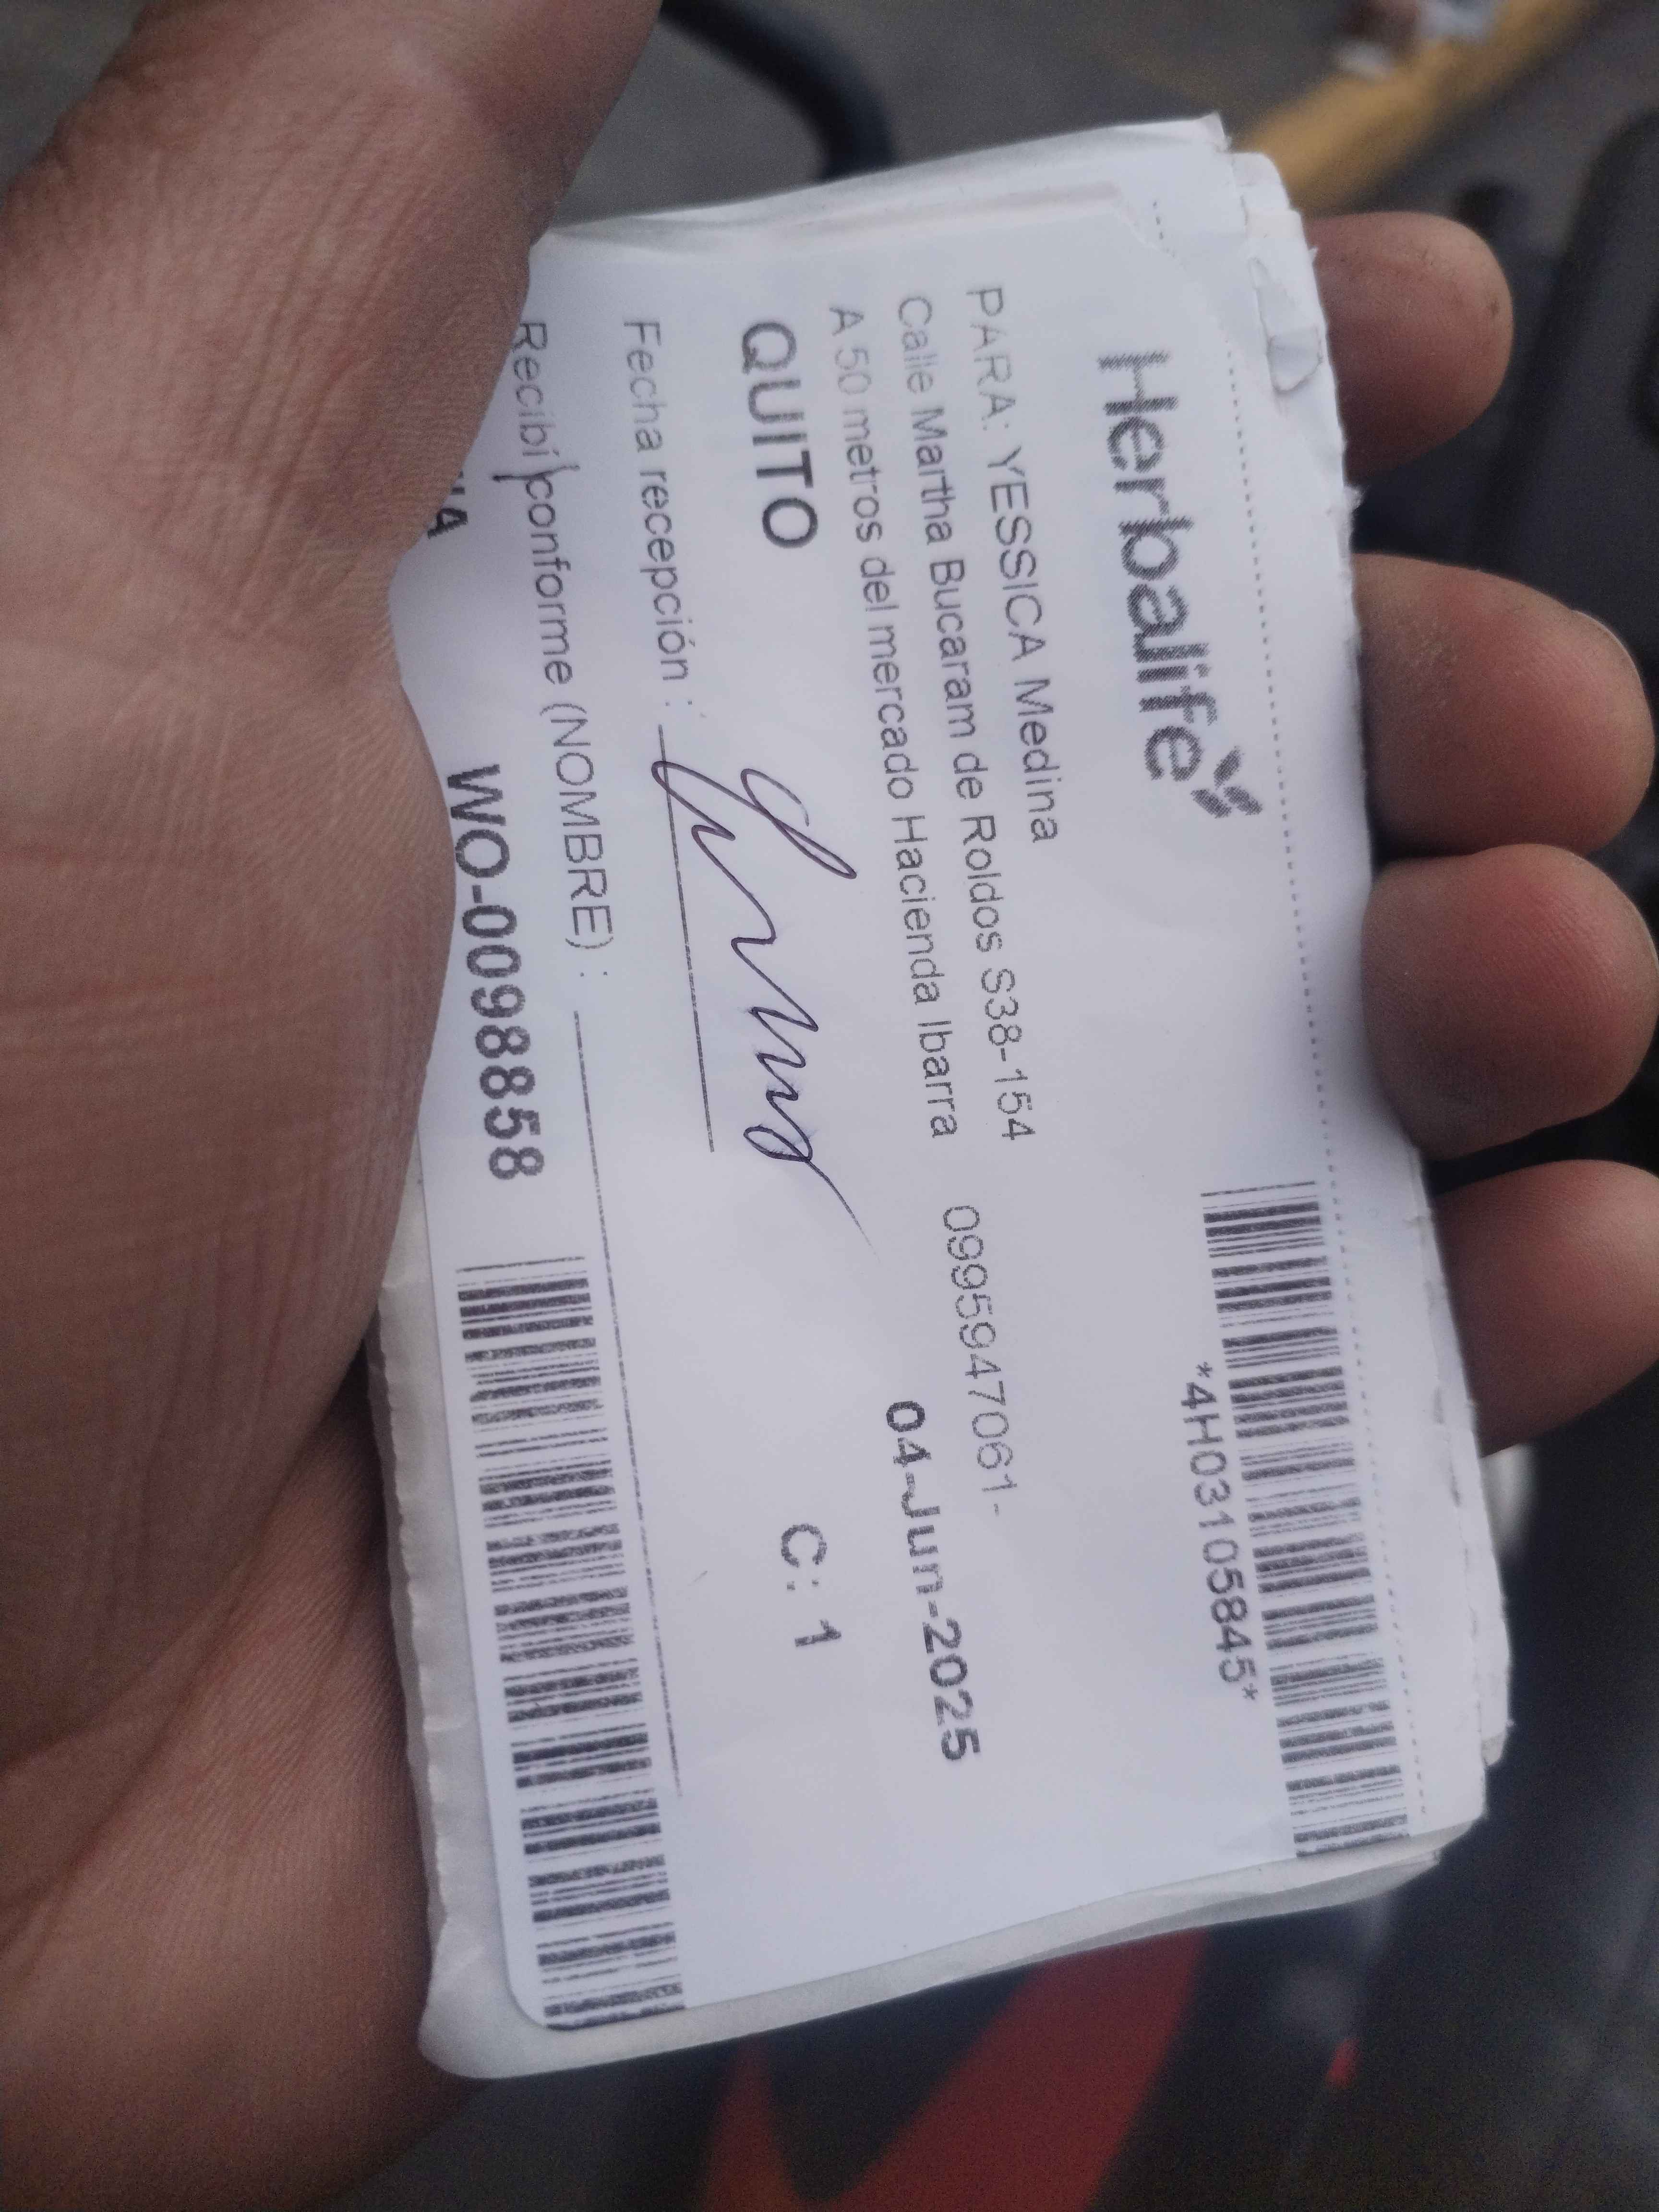 Herbalife
*4H03105845*
PARA: YESSICA Medina
Calle Martha Bucaram de Roldos S38-154
0995947061-
A 50 metros del mercado Hacienda Ibarra
04-Jun-2025
QUITO
C: 1
Fecha recepción :
Recibi conforme (NOMBRE) :
WO-0098858